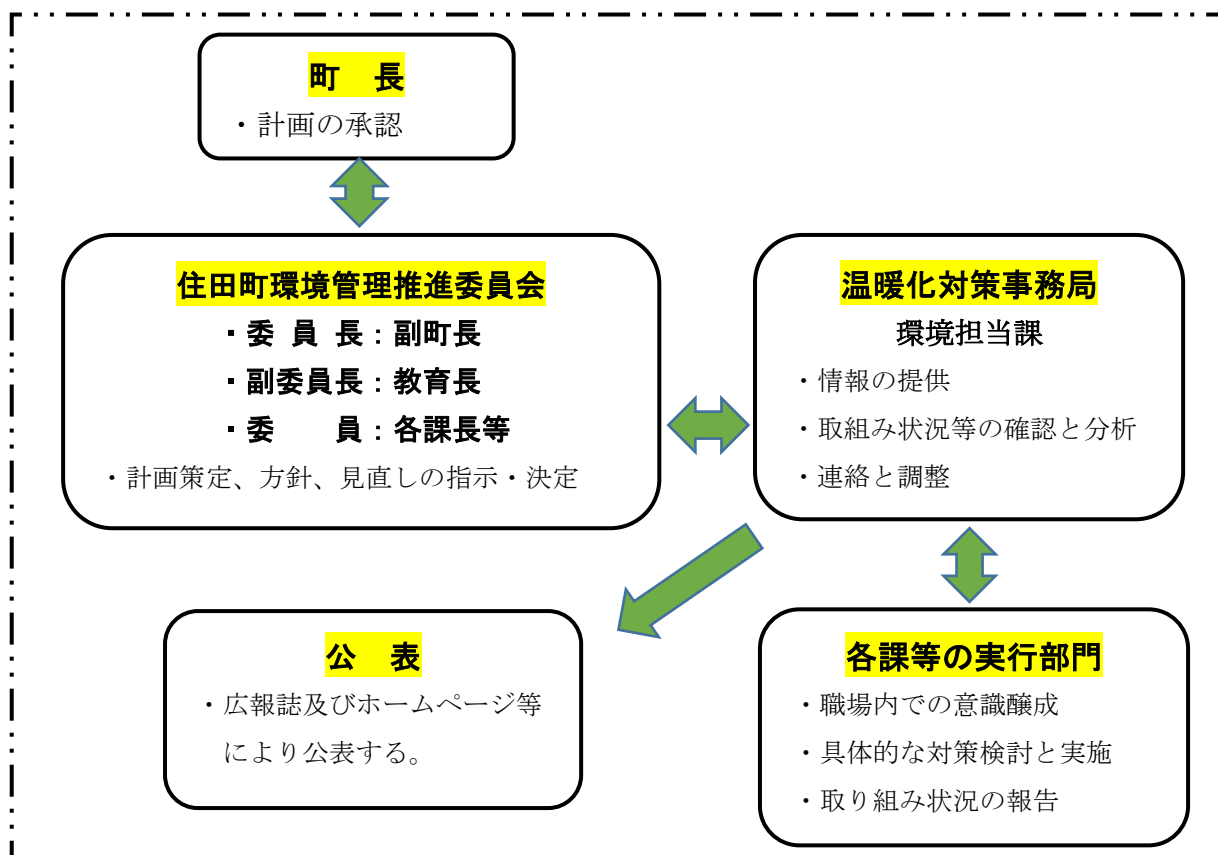 町　長
・計画の承認
住田町環境管理推進委員会
・委 員 長：副町長
・副委員長：教育長
・委　　員：各課長等
・計画策定、方針、見直しの指示・決定
温暖化対策事務局
環境担当課
・情報の提供
・取組み状況等の確認と分析
・連絡と調整
公　表
・広報誌及びホームページ等
により公表する。
各課等の実行部門
・職場内での意識醸成
・具体的な対策検討と実施
・取り組み状況の報告